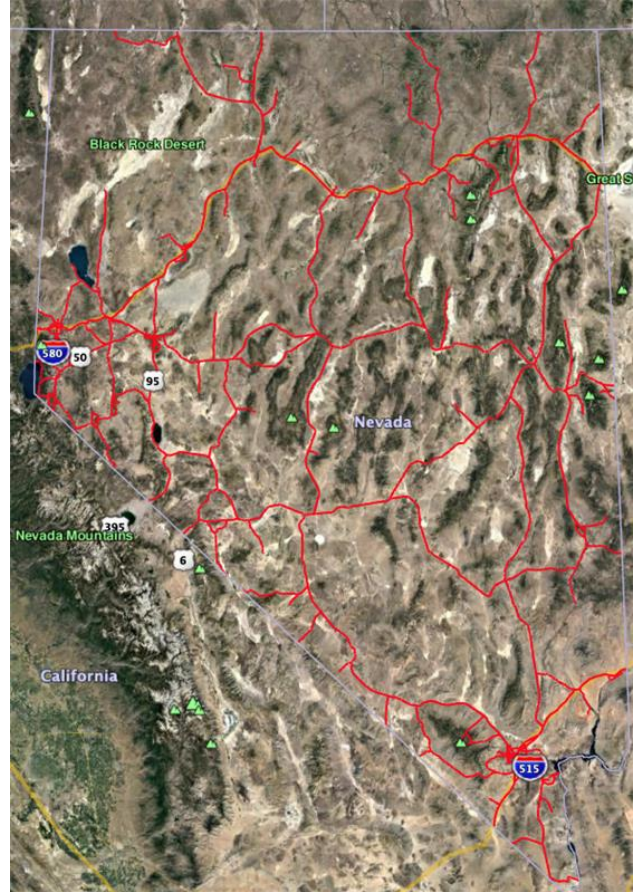 Black Rock Desert
Great S
580
50
95
Nevada
395
Nevada Mountains
6
California
515